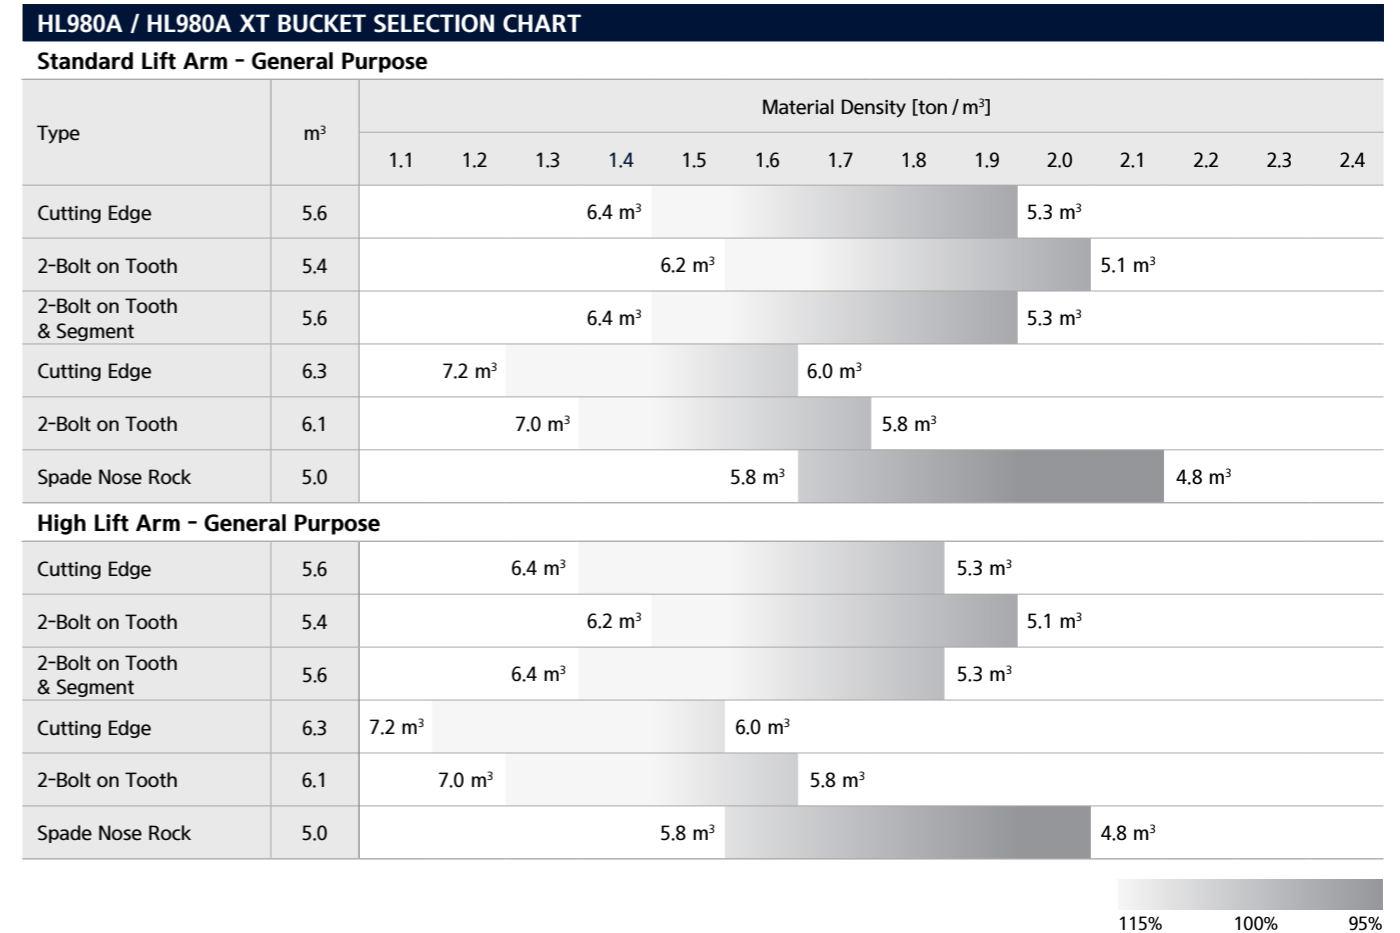 HL980A / HL980A XT BUCKET SELECTION CHART
Standard Lift Arm – General Purpose
Type m³ Material Density [ton / m³]
1.1 1.2 1.3 1.4 1.5 1.6 1.7 1.8 1.9 2.0 2.1 2.2 2.3 2.4
Cutting Edge 5.6 6.4 m³ 5.3 m³
2-Bolt on Tooth 5.4 6.2 m³ 5.1 m³
2-Bolt on Tooth
& Segment 5.6 6.4 m³ 5.3 m³
Cutting Edge 6.3 7.2 m³ 6.0 m³
2-Bolt on Tooth 6.1 7.0 m³ 5.8 m³
Spade Nose Rock 5.0 5.8 m³ 4.8 m³
High Lift Arm – General Purpose
Cutting Edge 5.6 6.4 m³ 5.3 m³
2-Bolt on Tooth 5.4 6.2 m³ 5.1 m³
2-Bolt on Tooth
& Segment 5.6 6.4 m³ 5.3 m³
Cutting Edge 6.3 7.2 m³ 6.0 m³
2-Bolt on Tooth 6.1 7.0 m³ 5.8 m³
Spade Nose Rock 5.0 5.8 m³ 4.8 m³
115% 100% 95%